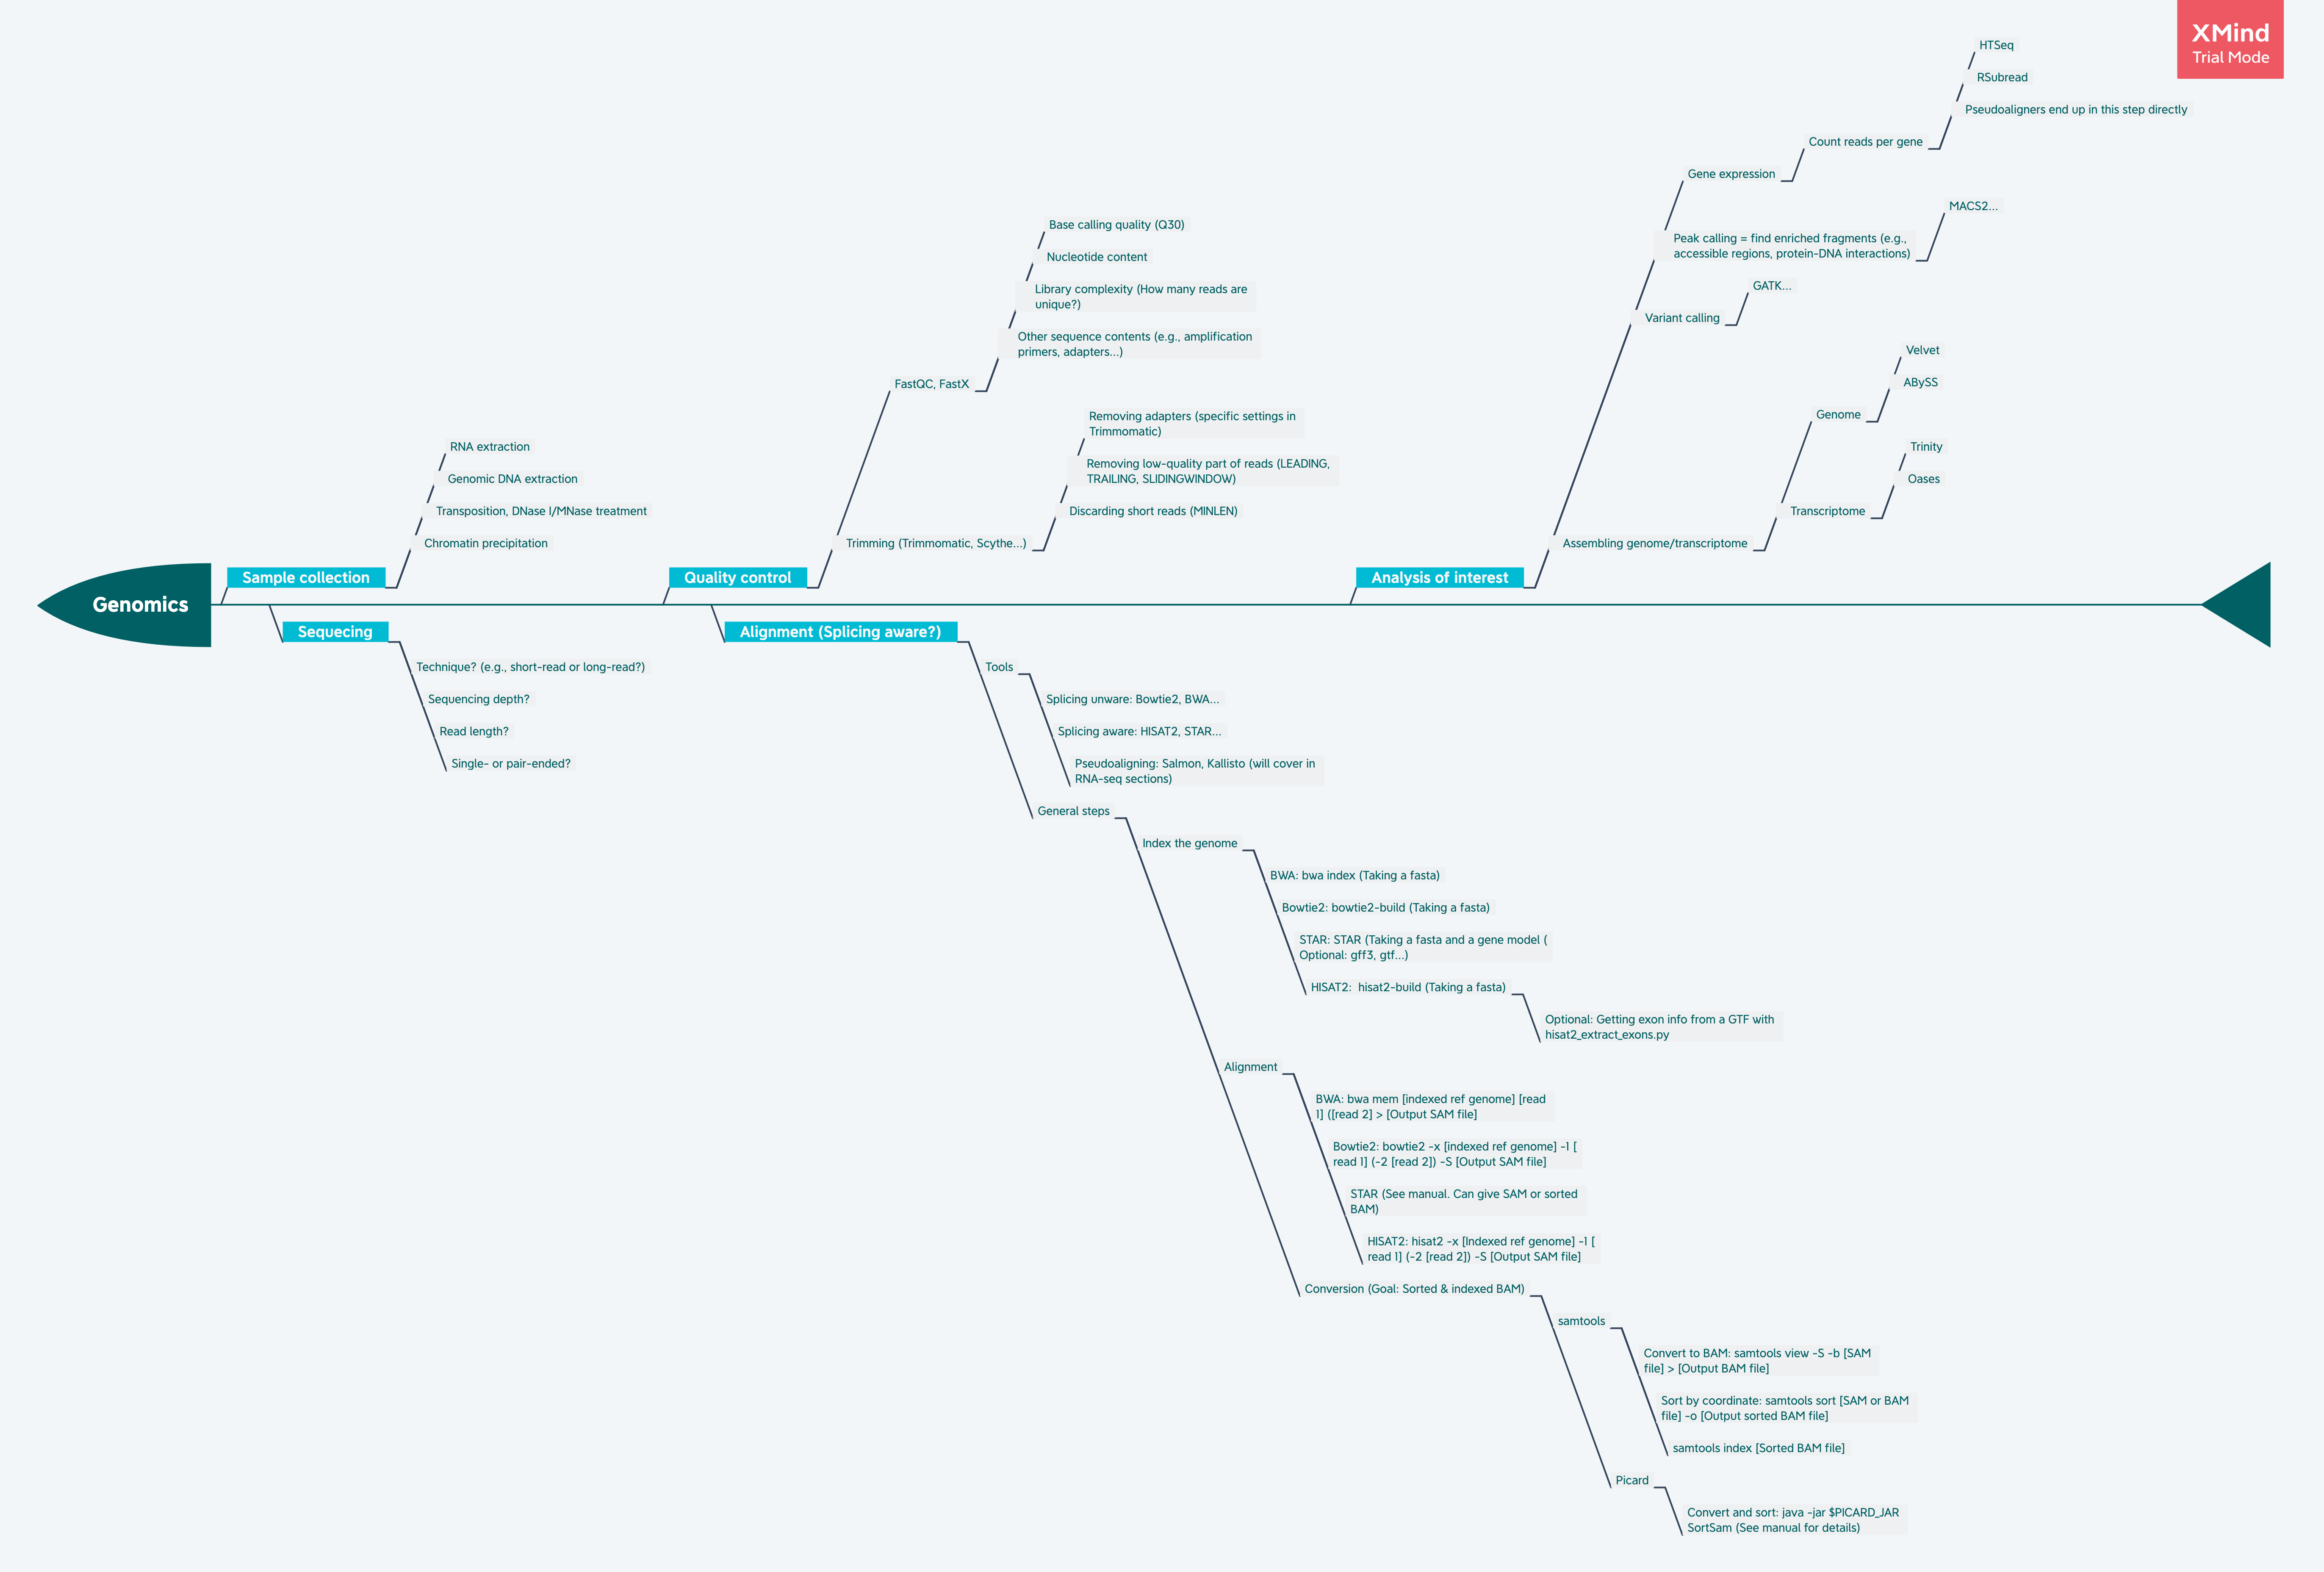 XMind
Trial Mode
Genomics
Sample collection
RNA extraction
Genomic DNA extraction
Transposition, DNase I/MNase treatment
Chromatin precipitation
Sequecing
Technique? (e.g., short-read or long-read?)
Sequencing depth?
Read length?
Single- or pair-ended?
Quality control
FastQC, FastX
Base calling quality (Q30)
Nucleotide content
Library complexity (How many reads are
unique?)
Other sequence contents (e.g., amplification
primers, adapters...)
Trimming (Trimmomatic, Scythe...)
Removing adapters (specific settings in
Trimmomatic)
Removing low-quality part of reads (LEADING,
TRAILING, SLIDINGWINDOW)
Discarding short reads (MINLEN)
Alignment (Splicing aware?)
Tools
Splicing unware: Bowtie2, BWA...
Splicing aware: HISAT2, STAR...
Pseudoaligning: Salmon, Kallisto (will cover in
RNA-seq sections)
General steps
Index the genome
BWA: bwa index (Taking a fasta)
Bowtie2: bowtie2-build (Taking a fasta)
STAR: STAR (Taking a fasta and a gene model (
Optional: gff3, gtf...)
HISAT2:  hisat2-build (Taking a fasta)
Optional: Getting exon info from a GTF with
hisat2_extract_exons.py
Alignment
BWA: bwa mem [indexed ref genome] [read
1] ([read 2] > [Output SAM file]
Bowtie2: bowtie2 -x [indexed ref genome] -1 [
read 1] (-2 [read 2]) -S [Output SAM file]
STAR (See manual. Can give SAM or sorted
BAM)
HISAT2: hisat2 -x [Indexed ref genome] -1 [
read 1] (-2 [read 2]) -S [Output SAM file]
Conversion (Goal: Sorted & indexed BAM)
samtools
Convert to BAM: samtools view -S -b [SAM
file] > [Output BAM file]
Sort by coordinate: samtools sort [SAM or BAM
file] -o [Output sorted BAM file]
samtools index [Sorted BAM file]
Picard
Convert and sort: java -jar $PICARD_JAR
SortSam (See manual for details)
Analysis of interest
Gene expression
Count reads per gene
HTSeq
RSubread
Pseudoaligners end up in this step directly
Peak calling = find enriched fragments (e.g.,
accessible regions, protein-DNA interactions)
MACS2...
Variant calling
GATK...
Assembling genome/transcriptome
Genome
Velvet
ABySS
Transcriptome
Trinity
Oases